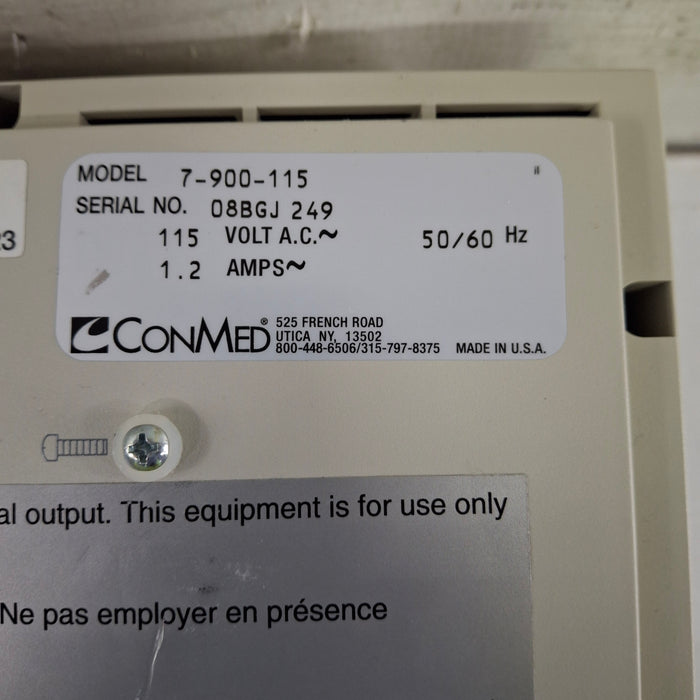 MODEL 7-900-115
SERIAL NO. 08BGJ 249
115 VOLT A.C.~ 50/60 Hz
1.2 AMPS~
CONMED® 525 FRENCH ROAD
UTICA NY, 13502
800-448-6506/315-797-8375 MADE IN U.S.A.
23
al output. This equipment is for use only
Ne pas employer en présence